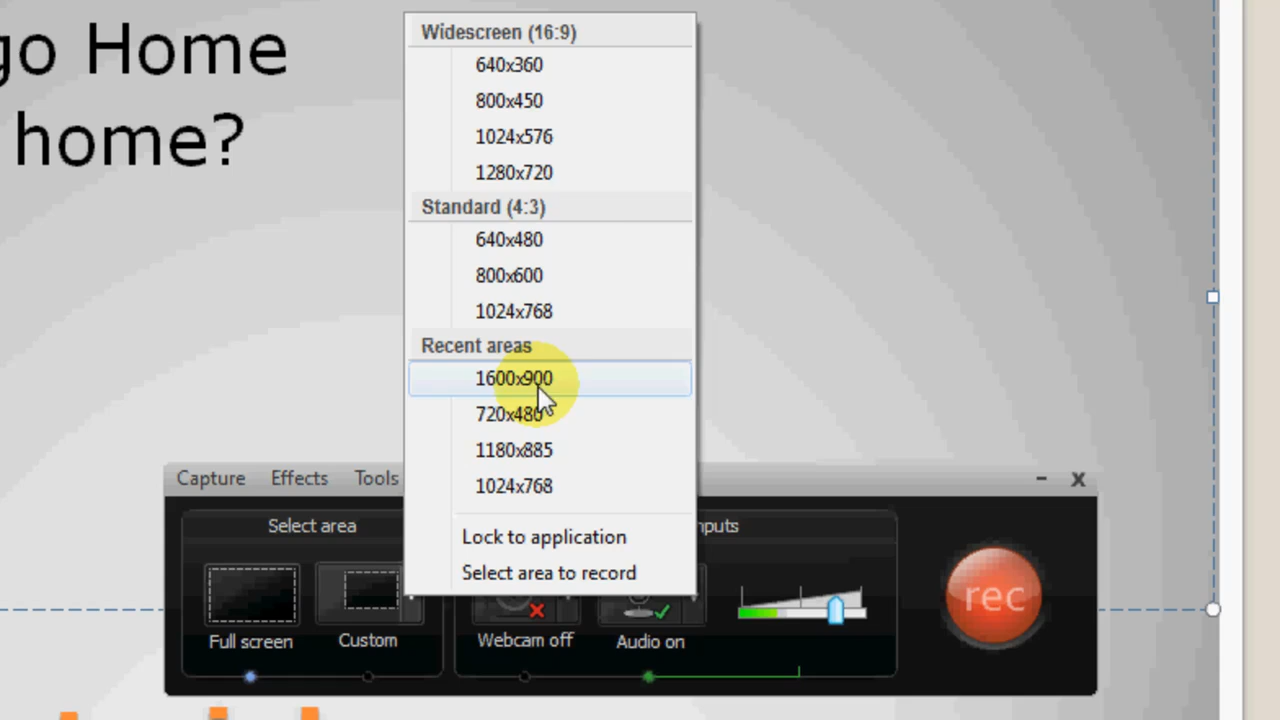 go Home
home?
Widescreen (16:9)
640x360
800x450
1024x576
1280x720
Standard (4:3)
640x480
800x600
1024x768
Recent areas
1600x900
720x480
1180x885
1024x768
Lock to application
Select area to record
Capture Effects Tools
Select area
Full screen
Custom
Webcam off
Audio on
rec